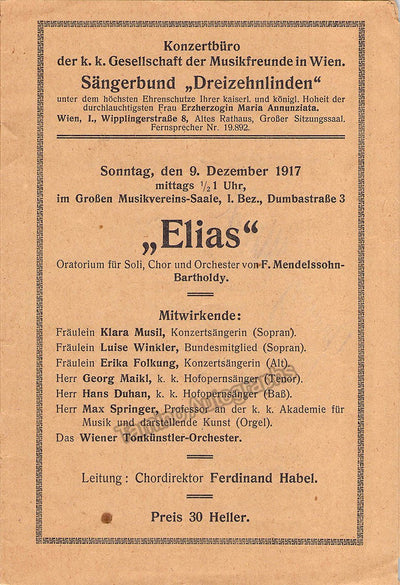 Konzertbüro
der k. k. Gesellschaft der Musikfreunde in Wien.
Sängerbund „Dreizehnlinden“
unter dem höchsten Ehrenschutze Ihrer kaiserl. und königl. Hoheit der
durchlauchtigsten Frau Erzherzogin Maria Annunziata.
Wien, I., Wipplingerstraße 8, Altes Rathaus, Großer Sitzungssaal.
Fernsprecher Nr. 19.892.
Sonntag, den 9. Dezember 1917
mittags ½1 Uhr,
im Großen Musikvereins-Saale, I. Bez., Dumbastraße 3
„Elias“
Oratorium für Soli, Chor und Orchester von F. Mendelssohn-
Bartholdy.
Mitwirkende:
Fräulein Klara Musil, Konzertsängerin (Sopran).
Fräulein Luise Winkler, Bundesmitglied (Sopran).
Fräulein Erika Folkung, Konzertsängerin (Alt).
Herr Georg Maikl, k. k. Hofopernsänger (Tenor).
Herr Hans Duhan, k. k. Hofopernsänger (Baß).
Herr Max Springer, Professor an der k. k. Akademie für
Musik und darstellende Kunst (Orgel).
Das Wiener Tonkünstler-Orchester.
Tamino Autographs
Leitung: Chordirektor Ferdinand Habel.
Preis 30 Heller.